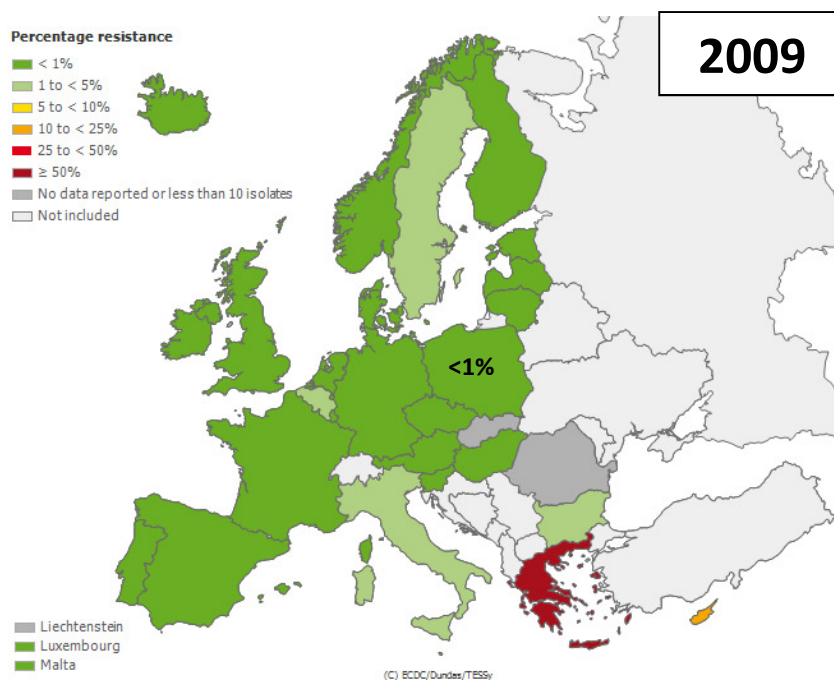 Percentage resistance
< 1%
1 to < 5%
5 to < 10%
10 to < 25%
25 to < 50%
≥ 50%
No data reported or less than 10 isolates
Not included
2009
<1%
Liechtenstein
Luxembourg
Malta
(C) ECDC/Dundas/TESSy